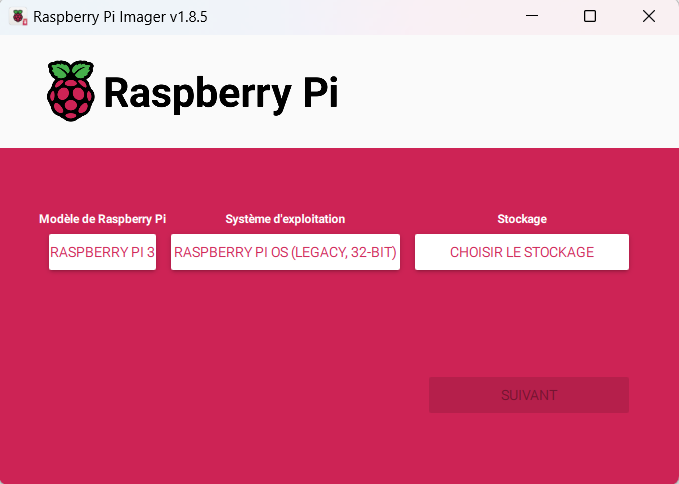 Raspberry Pi Imager v1.8.5
Raspberry Pi
Modèle de Raspberry Pi
Système d'exploitation
Stockage
RASPBERRY PI 3
RASPBERRY PI OS (LEGACY, 32-BIT)
CHOISIR LE STOCKAGE
SUIVANT